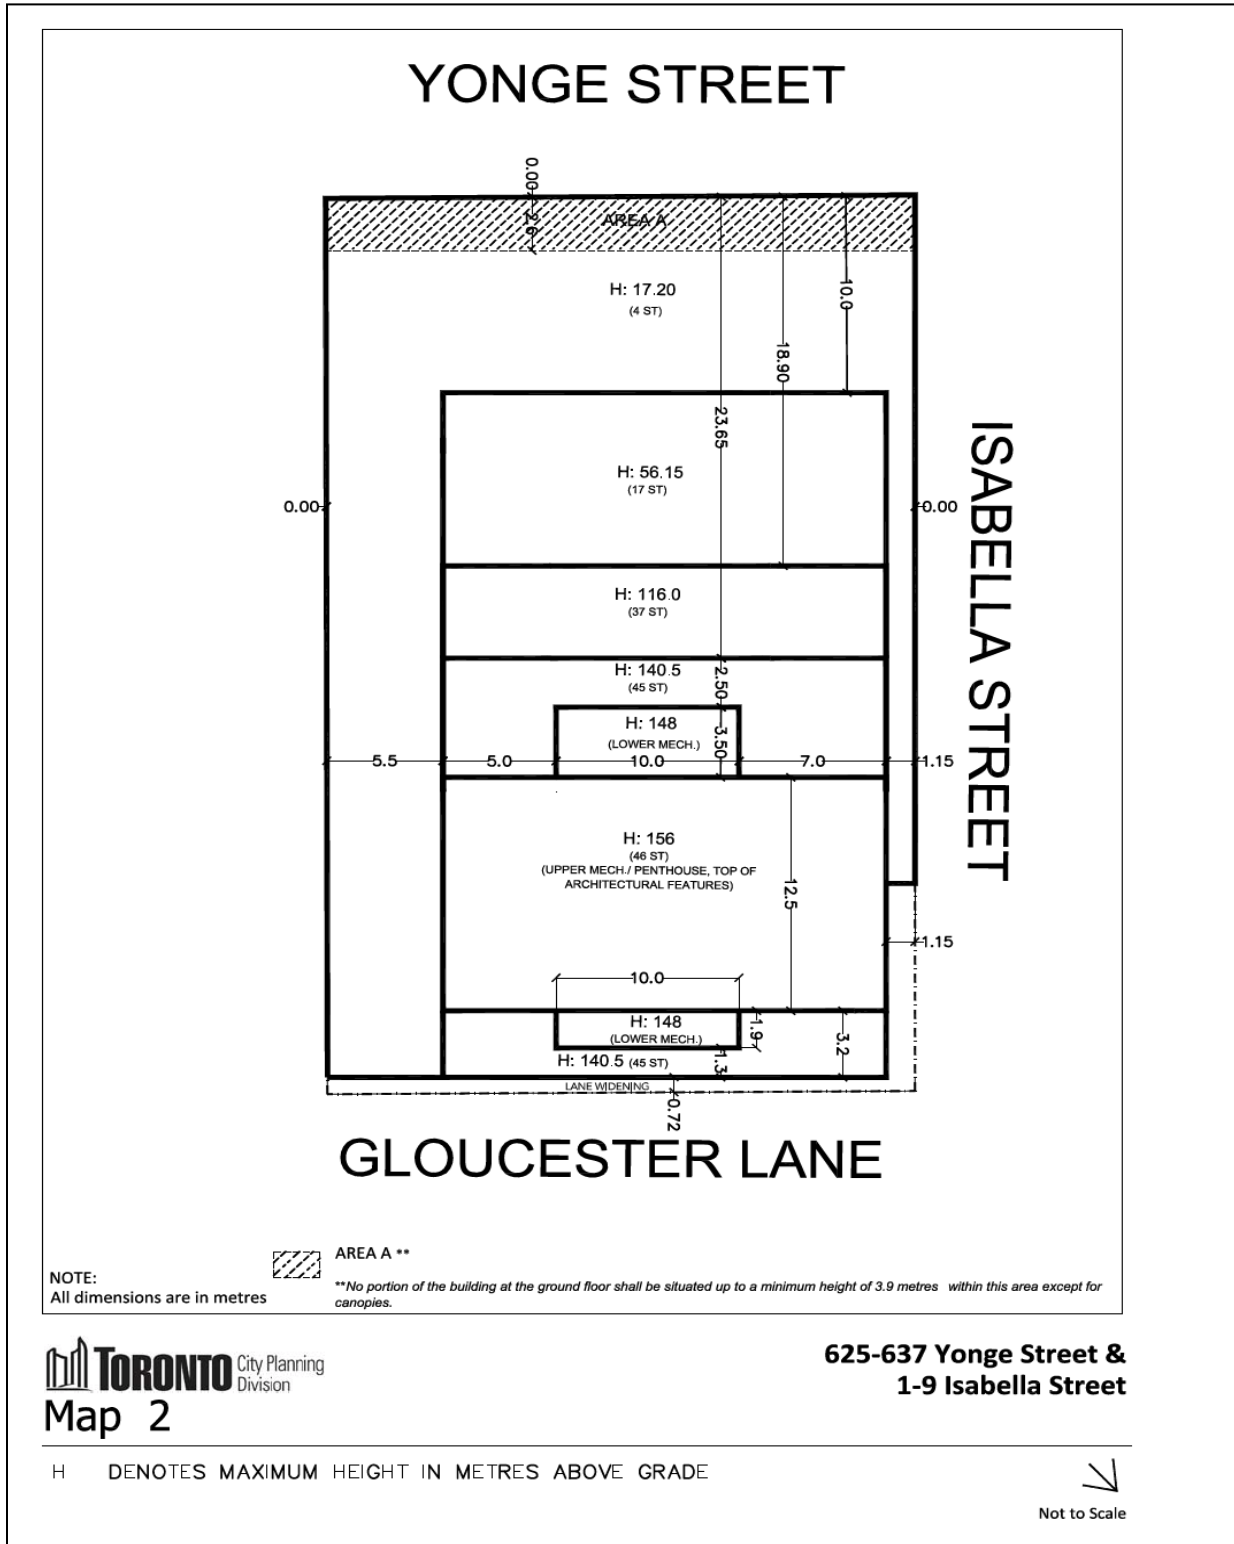 YONGE STREET
0.00
2.6
AREA A
H: 17.20
(4 ST)
10.0
18.90
23.65
H: 56.15
(17 ST)
0.00
0.00
ISABELLA STREET
H: 116.0
(37 ST)
H: 140.5
(45 ST)
2.50
H: 148
(LOWER MECH.)
3.50
5.5
5.0
10.0
7.0
1.15
H: 156
(46 ST)
(UPPER MECH./ PENTHOUSE, TOP OF
ARCHITECTURAL FEATURES)
12.5
1.15
10.0
H: 148
(LOWER MECH.)
1.9
3.2
H: 140.5 (45 ST)
1.3
LANE WIDENING
0.72
GLOUCESTER LANE
AREA A **
NOTE:
All dimensions are in metres
**No portion of the building at the ground floor shall be situated up to a minimum height of 3.9 metres within this area except for
canopies.
TORONTO City Planning
Division
Map 2
625-637 Yonge Street &
1-9 Isabella Street
H DENOTES MAXIMUM HEIGHT IN METRES ABOVE GRADE
Not to Scale